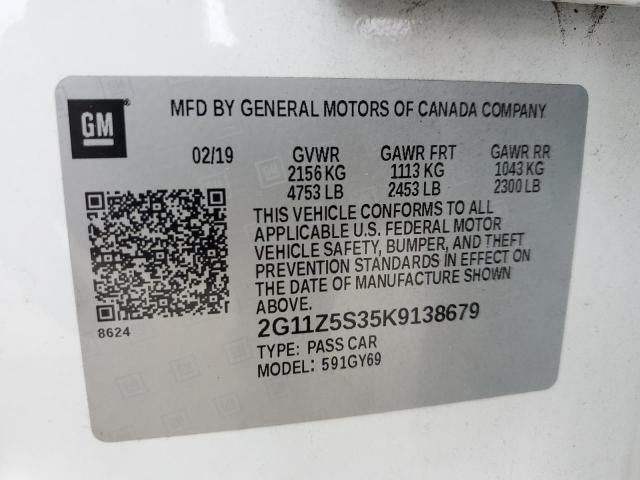 GM
MFD BY GENERAL MOTORS OF CANADA COMPANY
02/19 GVWR GAWR FRT GAWR RR
2156 KG 1113 KG 1043 KG
4753 LB 2453 LB 2300 LB
THIS VEHICLE CONFORMS TO ALL
APPLICABLE U.S. FEDERAL MOTOR
VEHICLE SAFETY, BUMPER, AND THEFT
PREVENTION STANDARDS IN EFFECT ON
THE DATE OF MANUFACTURE SHOWN
ABOVE.
8624
2G11Z5S35K9138679
TYPE: PASS CAR
MODEL: 591GY69